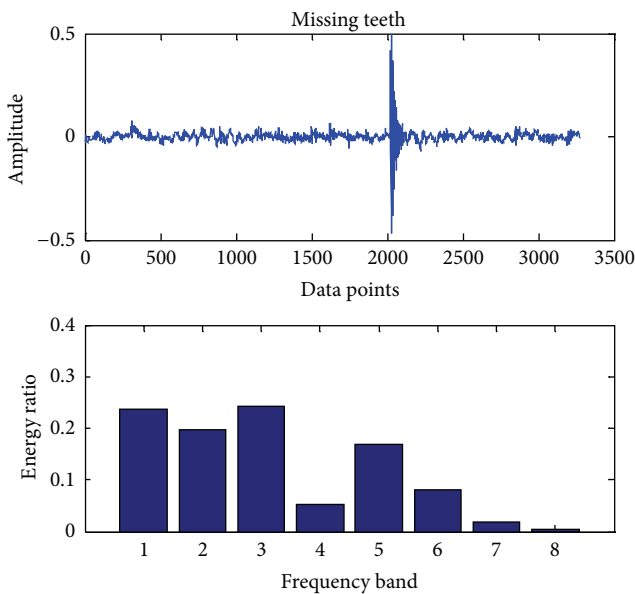 Missing teeth
0.5
0
−0.5
Amplitude
0 500 1000 1500 2000 2500 3000 3500
Data points
0.4
0.3
0.2
0.1
0
Energy ratio
1 2 3 4 5 6 7 8
Frequency band